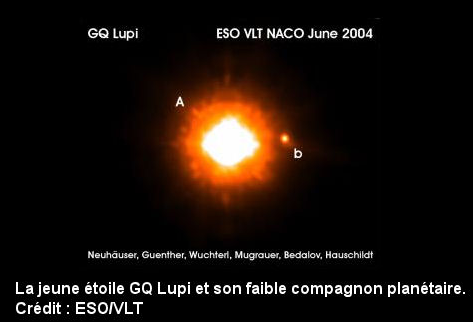 GQ Lupi ESO VLT NACO June 2004
A
b
Neuhäuser, Guenther, Wuchterl, Mugrauer, Bedalov, Hauschildt
La jeune étoile GQ Lupi et son faible compagnon planétaire.
Crédit : ESO/VLT